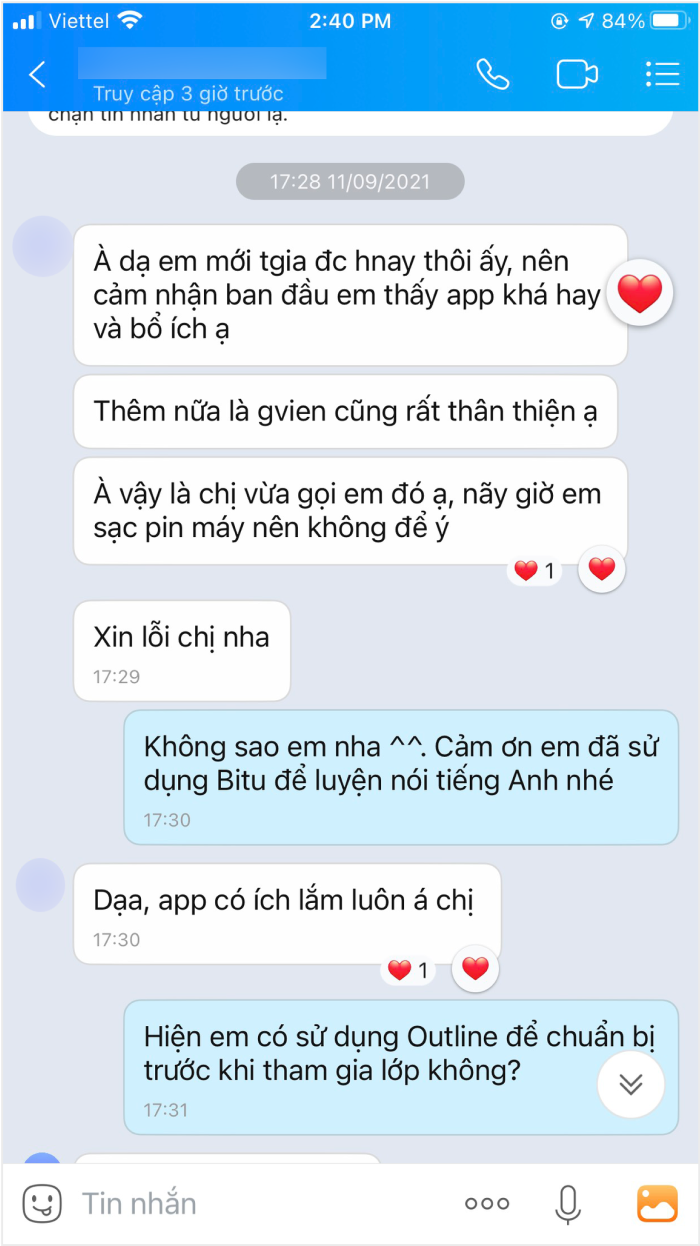 Viettel
2:40 PM
84%
Truy cập 3 giờ trước
chặn tin nhắn từ người lạ.
17:28 11/09/2021
À dạ em mới tgia đc hnay thôi ấy, nên
cảm nhận ban đầu em thấy app khá hay
và bổ ích ạ
Thêm nữa là gvien cũng rất thân thiện ạ
À vậy là chị vừa gọi em đó ạ, nãy giờ em
sạc pin máy nên không để ý
1
Xin lỗi chị nha
17:29
Không sao em nha ^^. Cảm ơn em đã sử
dụng Bitu để luyện nói tiếng Anh nhé
17:30
Dạa, app có ích lắm luôn á chị
17:30
1
Hiện em có sử dụng Outline để chuẩn bị
trước khi tham gia lớp không?
17:31
Tin nhắn